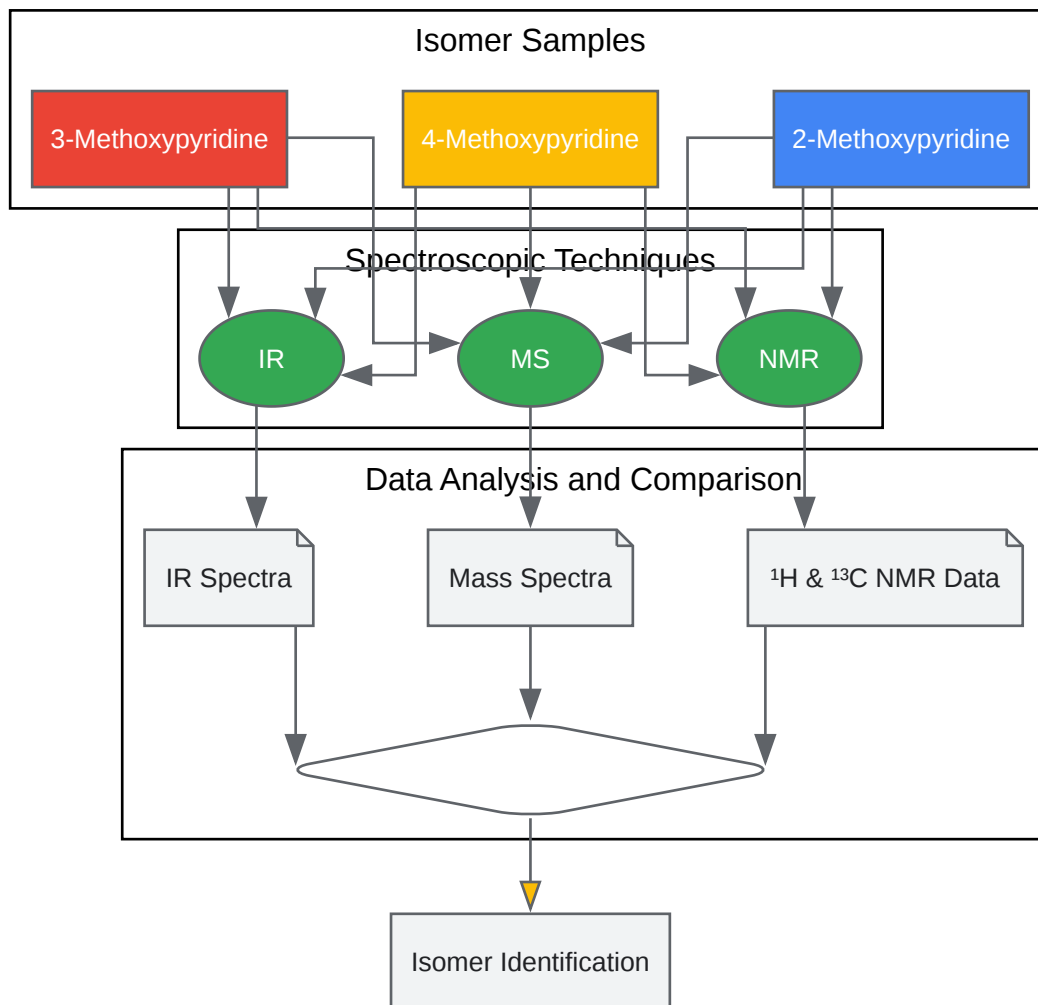 Isomer Samples
3-Methoxypyridine
4-Methoxypyridine
2-Methoxypyridine
Spectroscopic Techniques
IR
MS
NMR
Data Analysis and Comparison
IR Spectra
Mass Spectra
¹H & ¹³C NMR Data
Isomer Identification